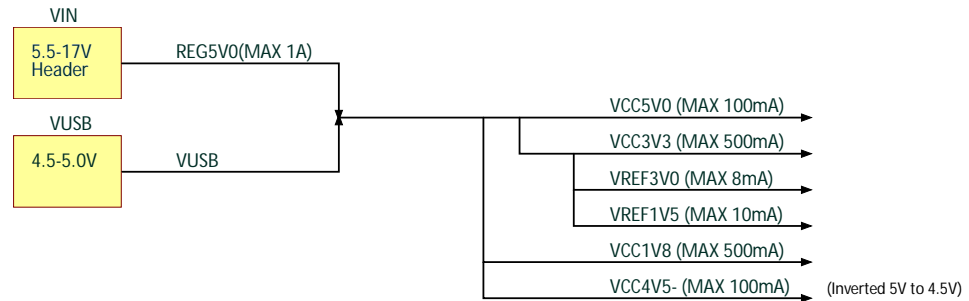 VIN
5.5-17V
Header
REG5V0(MAX 1A)
VUSB
4.5-5.0V
VUSB
VCC5V0 (MAX 100mA)
VCC3V3 (MAX 500mA)
VREF3V0 (MAX 8mA)
VREF1V5 (MAX 10mA)
VCC1V8 (MAX 500mA)
VCC4V5- (MAX 100mA)
(Inverted 5V to 4.5V)